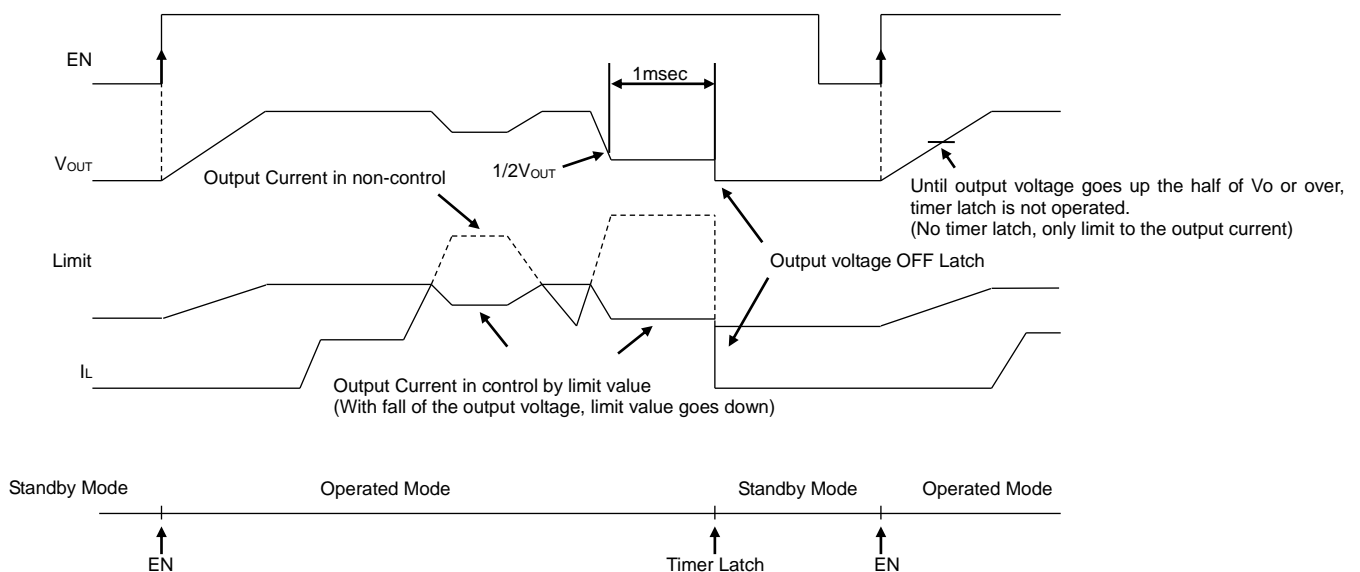 EN
1msec
VOUT
1/2VOUT
Output Current in non-control
Until output voltage goes up the half of Vo or over,
timer latch is not operated.
(No timer latch, only limit to the output current)
Limit
Output voltage OFF Latch
IL
Output Current in control by limit value
(With fall of the output voltage, limit value goes down)
Standby Mode
Operated Mode
Standby Mode
Operated Mode
EN
Timer Latch
EN